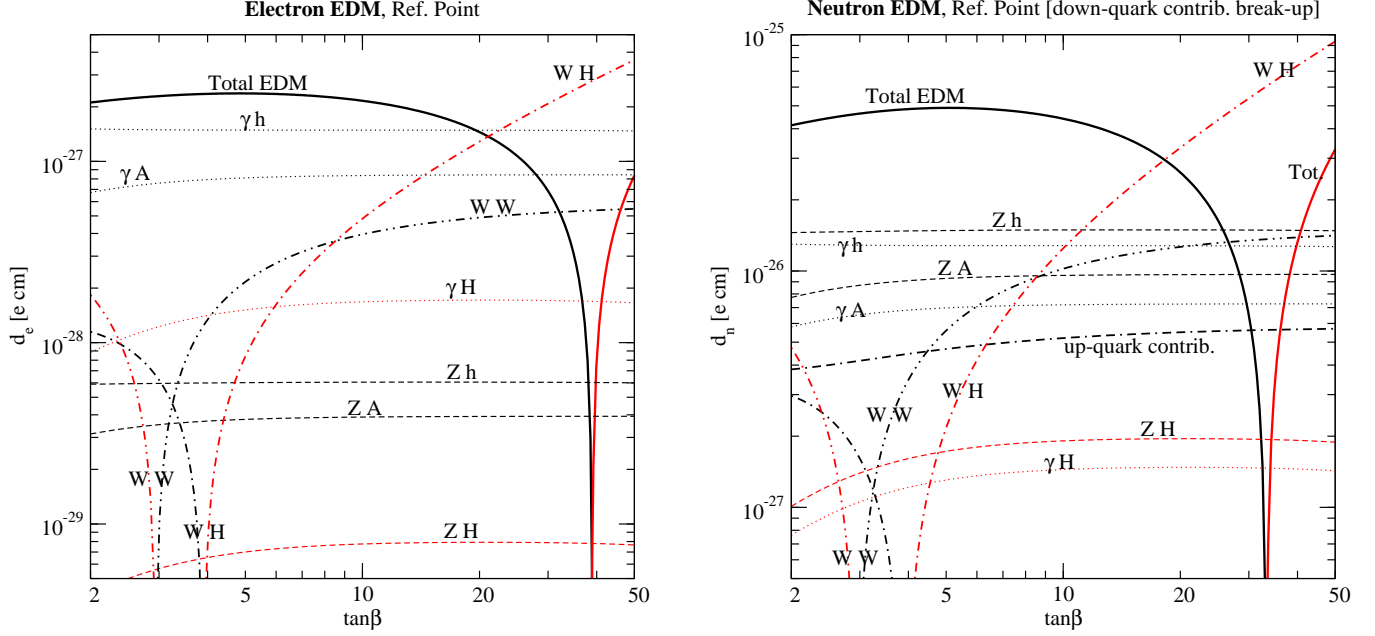 Electron EDM, Ref. Point
Total EDM
W H
γ h
10^-27
γ A
W W
d_e [e cm]
γ H
10^-28
Z h
Z A
W W
10^-29
W H
Z H
2 5 10 20 50
tanβ
Neutron EDM, Ref. Point [down-quark contrib. break-up]
10^-25
W H
Total EDM
Tot.
Z h
γ h
10^-26
Z A
γ A
d_n [e cm]
up-quark contrib.
W H
W W
Z H
γ H
10^-27
W W
2 5 10 20 50
tanβ